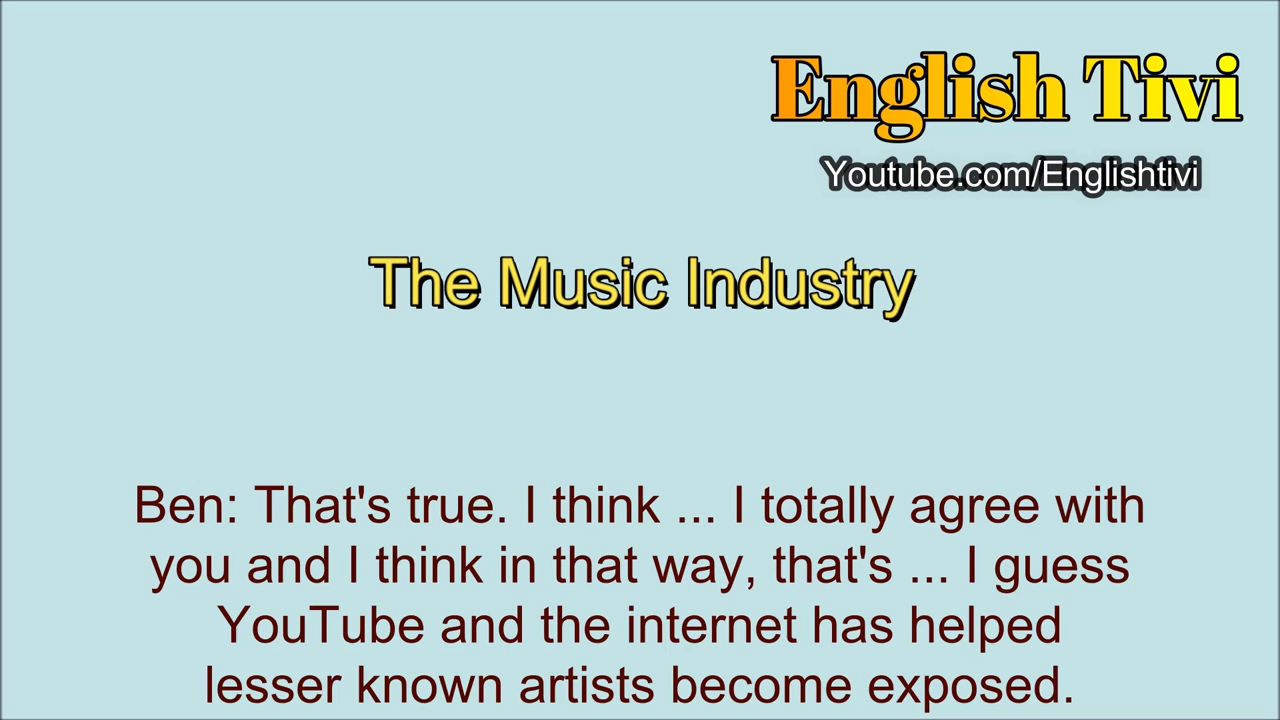 English Tivi
Youtube.com/Englishtivi
The Music Industry
Ben: That's true. I think ... I totally agree with
you and I think in that way, that's ... I guess
YouTube and the internet has helped
lesser known artists become exposed.